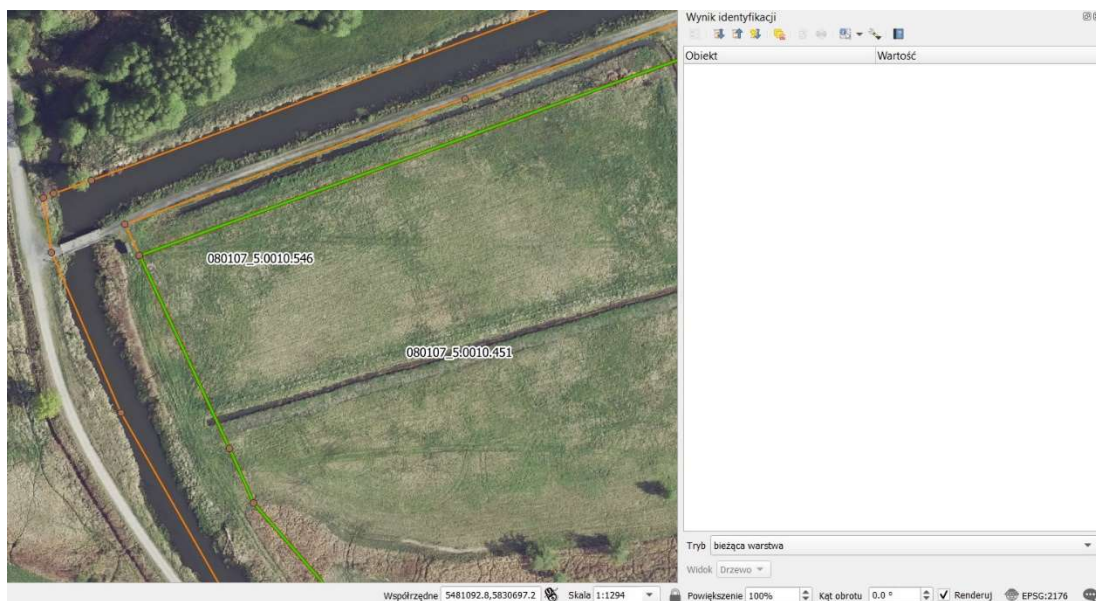 Wynik identyfikacji
Obiekt Wartość
080107_5.0010.546
080107_5.0010.451
Tryb bieżąca warstwa
Widok Drzewo
Współrzędne 5481092.8,5830697.2 Skala 1:1294 Powiększenie 100% Kąt obrotu 0.0 ° Renderuj EPSG:2176